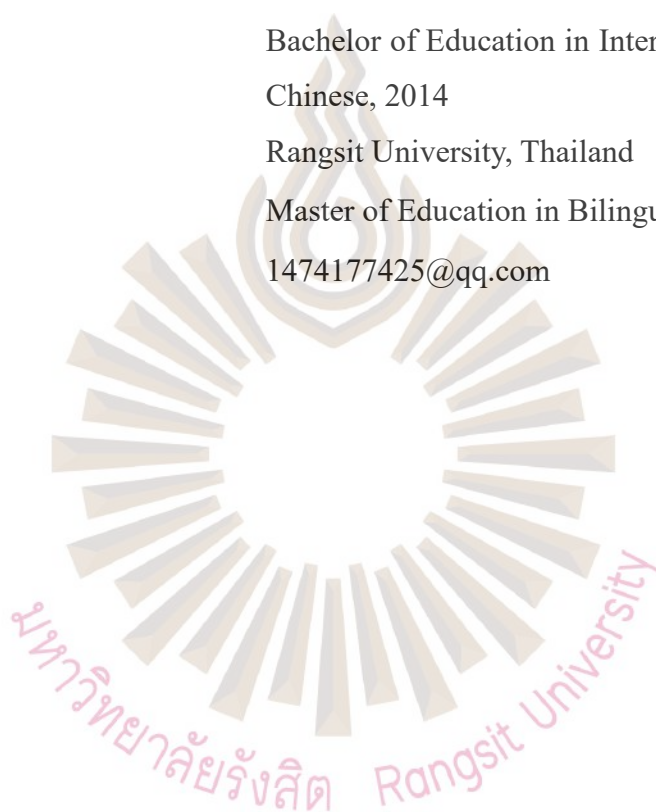 Bachelor of Education in Inter
Chinese, 2014
Rangsit University, Thailand
Master of Education in Bilingu
1474177425@qq.com
มหาวิทยาลัยรังสิต Rangsit University